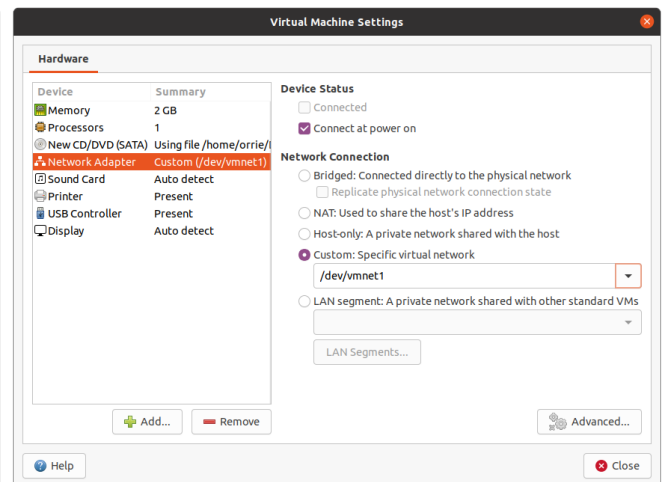 Virtual Machine Settings
Hardware
Device Summary
Memory 2 GB
Processors 1
New CD/DVD (SATA) Using file /home/orrie/
Network Adapter Custom (/dev/vmnet1)
Sound Card Auto detect
Printer Present
USB Controller Present
Display Auto detect
Add...
Remove
Device Status
Connected
Connect at power on
Network Connection
Bridged: Connected directly to the physical network
Replicate physical network connection state
NAT: Used to share the host's IP address
Host-only: A private network shared with the host
Custom: Specific virtual network
/dev/vmnet1
LAN segment: A private network shared with other standard VMs
LAN Segments...
Advanced...
Help
Close